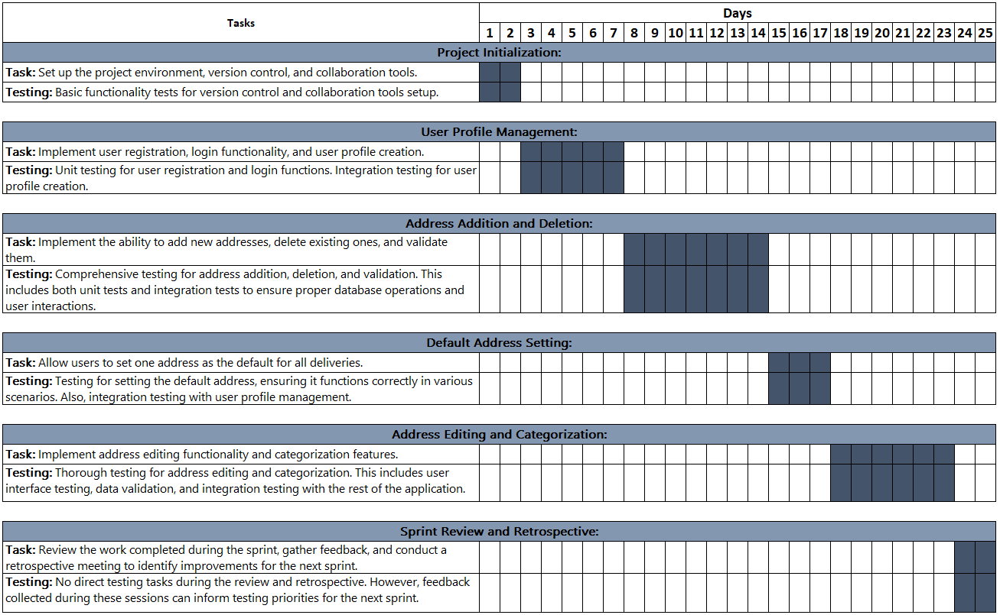 Tasks
Days
1 2 3 4 5 6 7 8 9 10 11 12 13 14 15 16 17 18 19 20 21 22 23 24 25
Project Initialization:
Task: Set up the project environment, version control, and collaboration tools.
Testing: Basic functionality tests for version control and collaboration tools setup.
User Profile Management:
Task: Implement user registration, login functionality, and user profile creation.
Testing: Unit testing for user registration and login functions. Integration testing for user
profile creation.
Address Addition and Deletion:
Task: Implement the ability to add new addresses, delete existing ones, and validate
them.
Testing: Comprehensive testing for address addition, deletion, and validation. This
includes both unit tests and integration tests to ensure proper database operations and
user interactions.
Default Address Setting:
Task: Allow users to set one address as the default for all deliveries.
Testing: Testing for setting the default address, ensuring it functions correctly in various
scenarios. Also, integration testing with user profile management.
Address Editing and Categorization:
Task: Implement address editing functionality and categorization features.
Testing: Thorough testing for address editing and categorization. This includes user
interface testing, data validation, and integration testing with the rest of the application.
Sprint Review and Retrospective:
Task: Review the work completed during the sprint, gather feedback, and conduct a
retrospective meeting to identify improvements for the next sprint.
Testing: No direct testing tasks during the review and retrospective. However, feedback
collected during these sessions can inform testing priorities for the next sprint.